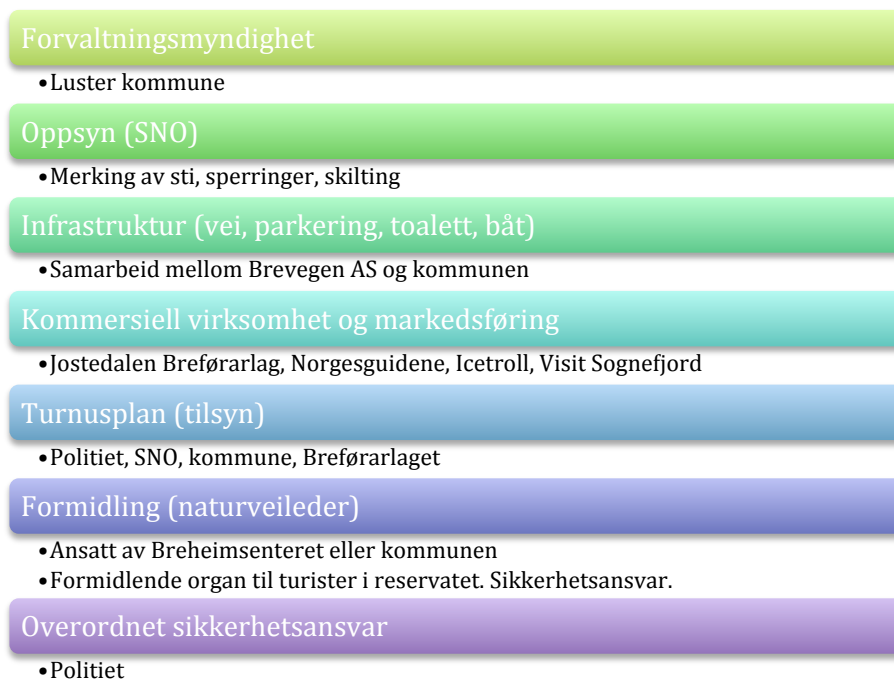 Forvaltningsmyndighet
•Luster kommune
Oppsyn (SNO)
•Merking av sti, sperringer, skilting
Infrastruktur (vei, parkering, toalett, båt)
•Samarbeid mellom Brevegen AS og kommunen
Kommersiell virksomhet og markedsføring
•Jostedalen Breførarlag, Norgesguidene, Icetroll, Visit Sognefjord
Turnusplan (tilsyn)
•Politiet, SNO, kommune, Breførarlaget
Formidling (naturveileder)
•Ansatt av Breheimsenteret eller kommunen
•Formidlende organ til turister i reservatet. Sikkerhetsansvar.
Overordnet sikkerhetsansvar
•Politiet